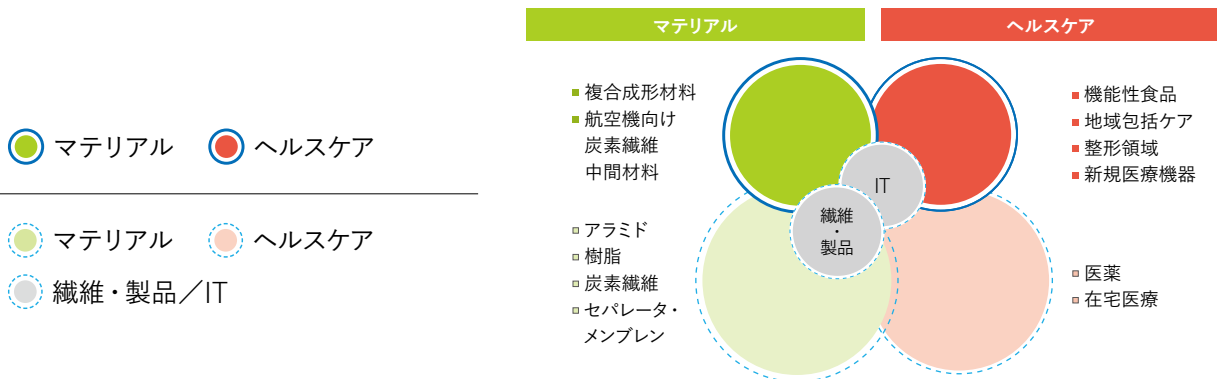 マテリアル
ヘルスケア
マテリアル
ヘルスケア
繊維・製品／IT
マテリアル
ヘルスケア
複合成形材料
航空機向け
炭素繊維
中間材料
アラミド
樹脂
炭素繊維
セパレータ・
メンブレン
IT
繊維
・
製品
機能性食品
地域包括ケア
整形領域
新規医療機器
医薬
在宅医療